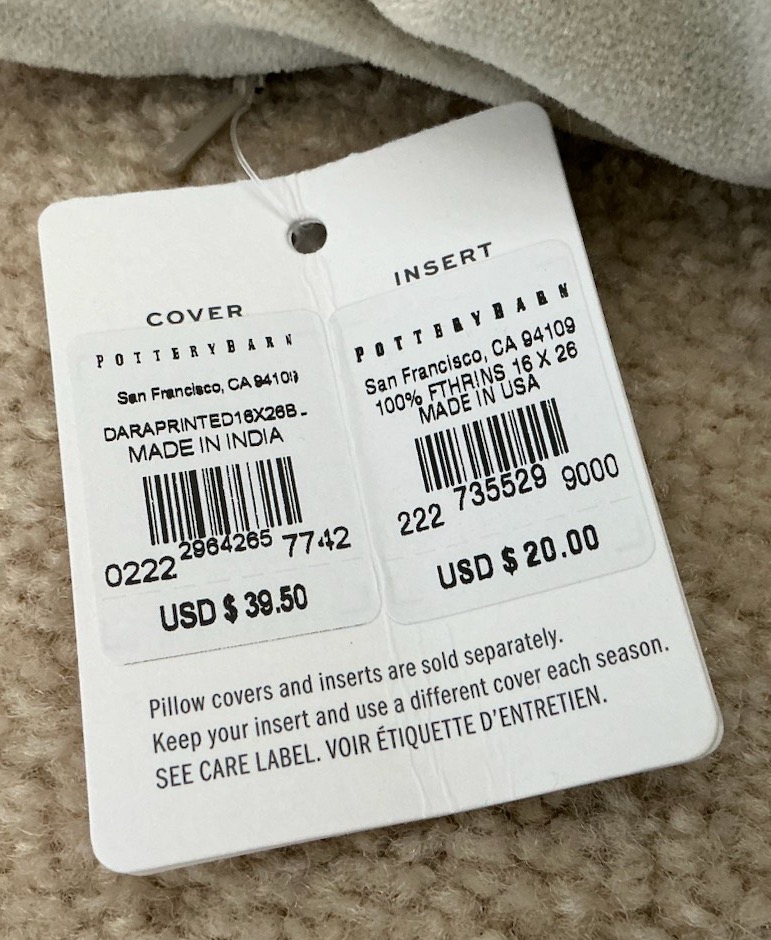 COVER
POTTERYBARN
San Francisco, CA 94109
DARAPRINTED16X26B
MADE IN INDIA
0222 2964265 7742
USD $ 39.50
INSERT
POTTERYBARN
San Francisco, CA 94109
100% FTHRINS 16 X 26
MADE IN USA
222 735529 9000
USD $ 20.00
Pillow covers and inserts are sold separately.
Keep your insert and use a different cover each season.
SEE CARE LABEL. VOIR ÉTIQUETTE D'ENTRETIEN.